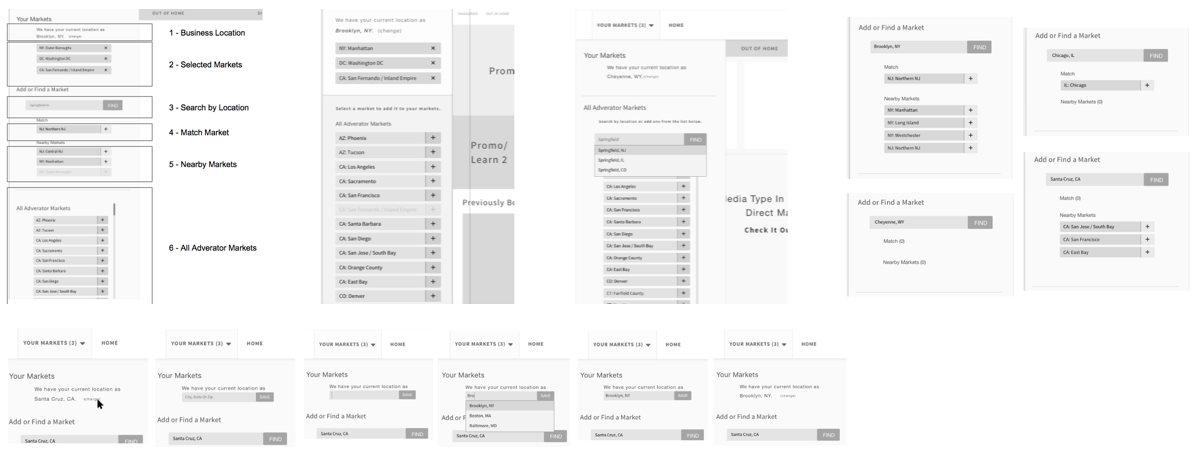 OUT OF HOME
Your Markets
We have your current location as
Brooklyn, NY. (change)
NY: Outer Boroughs ×
DC: Washington DC ×
CA: San Fernando / Inland Empire ×
Add or Find a Market
FIND
Match
NJ: Northern NJ +
Nearby Markets
NJ: Central NJ +
NY: Manhattan +
All Adverator Markets
AZ: Phoenix +
AZ: Tucson +
CA: Los Angeles +
CA: Sacramento +
CA: San Francisco +
CA: Santa Barbara +
CA: San Diego +
CA: San Jose / South Bay +
1 - Business Location
2 - Selected Markets
3 - Search by Location
4 - Match Market
5 - Nearby Markets
6 - All Adverator Markets
We have your current location as
Brooklyn, NY. (change)
NY: Manhattan ×
DC: Washington DC ×
CA: San Fernando / Inland Empire ×
Select a market to add it to your markets.
All Adverator Markets
AZ: Phoenix +
AZ: Tucson +
CA: Los Angeles +
CA: Sacramento +
CA: San Francisco +
CA: San Fernando / Inland Empire +
CA: Santa Barbara +
CA: San Diego +
CA: San Jose / South Bay +
CA: Orange County +
CA: East Bay +
CD: Denver +
OUT OF HOME
Prom
Promo/
Learn 2
Previously Bo
YOUR MARKETS (3) ▼ HOME
OUT OF HOME
Your Markets
We have your current location as
Cheyenne, WY (change)
All Adverator Markets
Search by location or add one from the list below.
Springfield FIND
Springfield, NJ
Springfield, IL
Springfield, CO
CA: Los Angeles +
CA: Sacramento +
CA: San Francisco +
CA: Santa Barbara +
CA: San Diego +
CA: San Jose / South Bay +
CA: Orange County +
CA: East Bay +
CD: Denver +
CT: Fairfield County +
edia Type In
Direct Ma
Check It Ou
Add or Find a Market
Brooklyn, NY FIND
Match
NJ: Northern NJ +
Nearby Markets
NY: Manhattan +
NY: Long Island +
NY: Westchester +
NJ: Northern NJ +
Add or Find a Market
Chicago, IL FIND
Match
IL: Chicago +
Nearby Markets (0)
Add or Find a Market
Cheyenne, WY FIND
Match (0)
Nearby Markets (0)
Add or Find a Market
Santa Cruz, CA FIND
Match (0)
Nearby Markets
CA: San Jose / South Bay +
CA: San Francisco +
CA: East Bay +
YOUR MARKETS (3) ▼ HOME
Your Markets
We have your current location as
Santa Cruz, CA. (change)
Add or Find a Market
Santa Cruz, CA FIND
YOUR MARKETS (3) ▼ HOME
Your Markets
We have your current location as
City, State Or Zip SAVE
Add or Find a Market
Santa Cruz, CA FIND
YOUR MARKETS (3) ▼ HOME
Your Markets
We have your current location as
SAVE
Add or Find a Market
Santa Cruz, CA FIND
YOUR MARKETS (3) ▼ HOME
Your Markets
We have your current location as
Bro SAVE
Brooklyn, NY
Boston, MA
Baltimore, MD
Add or F
Santa Cruz, CA FIND
YOUR MARKETS (3) ▼ HOME
Your Markets
We have your current location as
Brooklyn, NY SAVE
Add or Find a Market
Santa Cruz, CA FIND
YOUR MARKETS (3) ▼ HOME
Your Markets
We have your current location as
Brooklyn, NY. (change)
Add or Find a Market
Santa Cruz, CA FIND